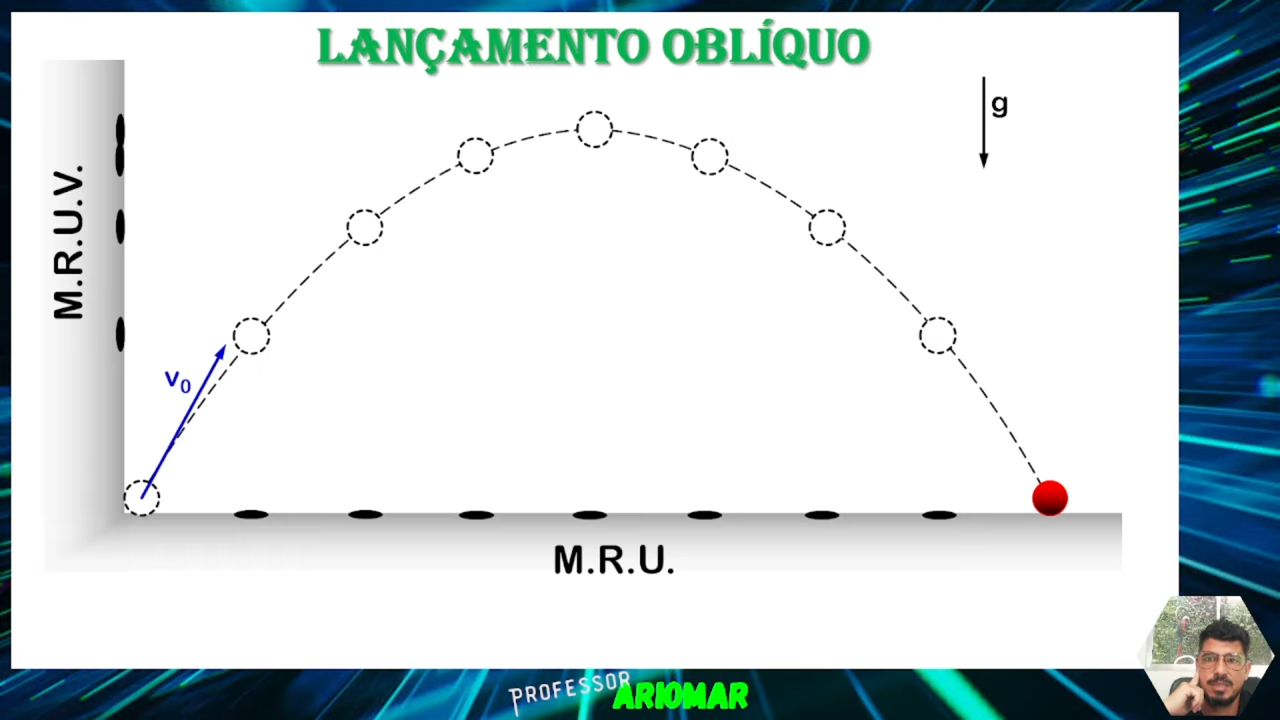 LANÇAMENTO OBLÍQUO
g
M.R.U.V.
v0
M.R.U.
PROFESSOR ARIOMAR